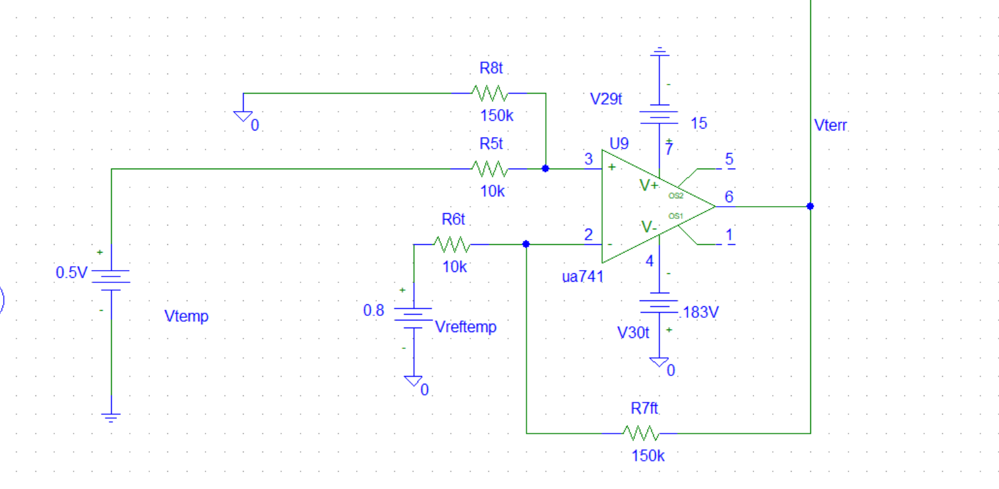 R8t
-
V29t
150k
15
0
Vterr
R5t
U9
+
7
3
5
+
10k
V+
OS2
6
R6t
OS1
V-
2
1
-
+
10k
4
0.5V
ua741
-
+
0.8
.183V
-
Vtemp
Vreftemp
V30t
+
-
0
0
R7ft
150k